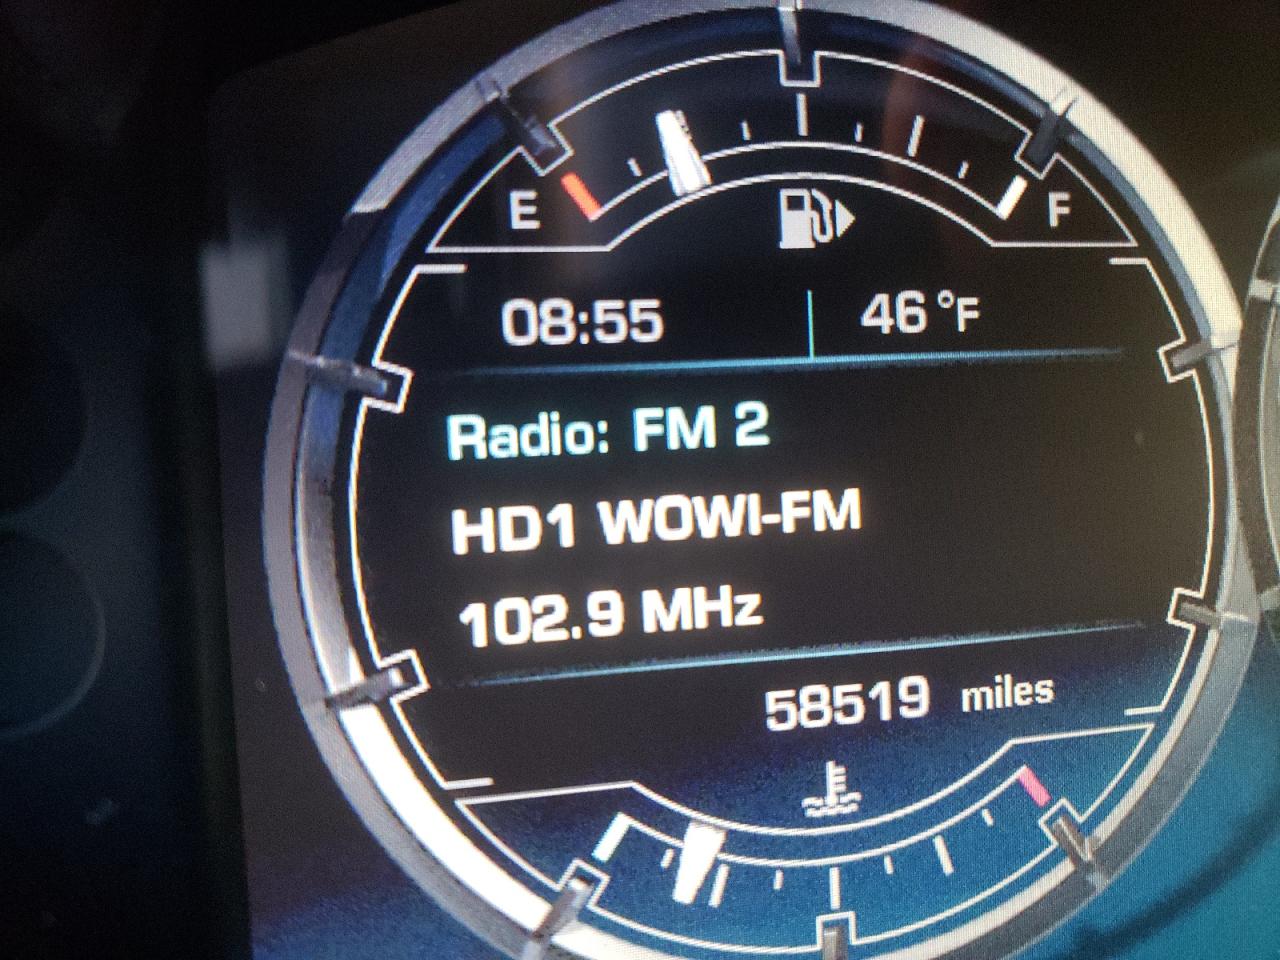 E F
08:55 46°F
Radio: FM 2
HD1 WOWI-FM
102.9 MHz
58519 miles